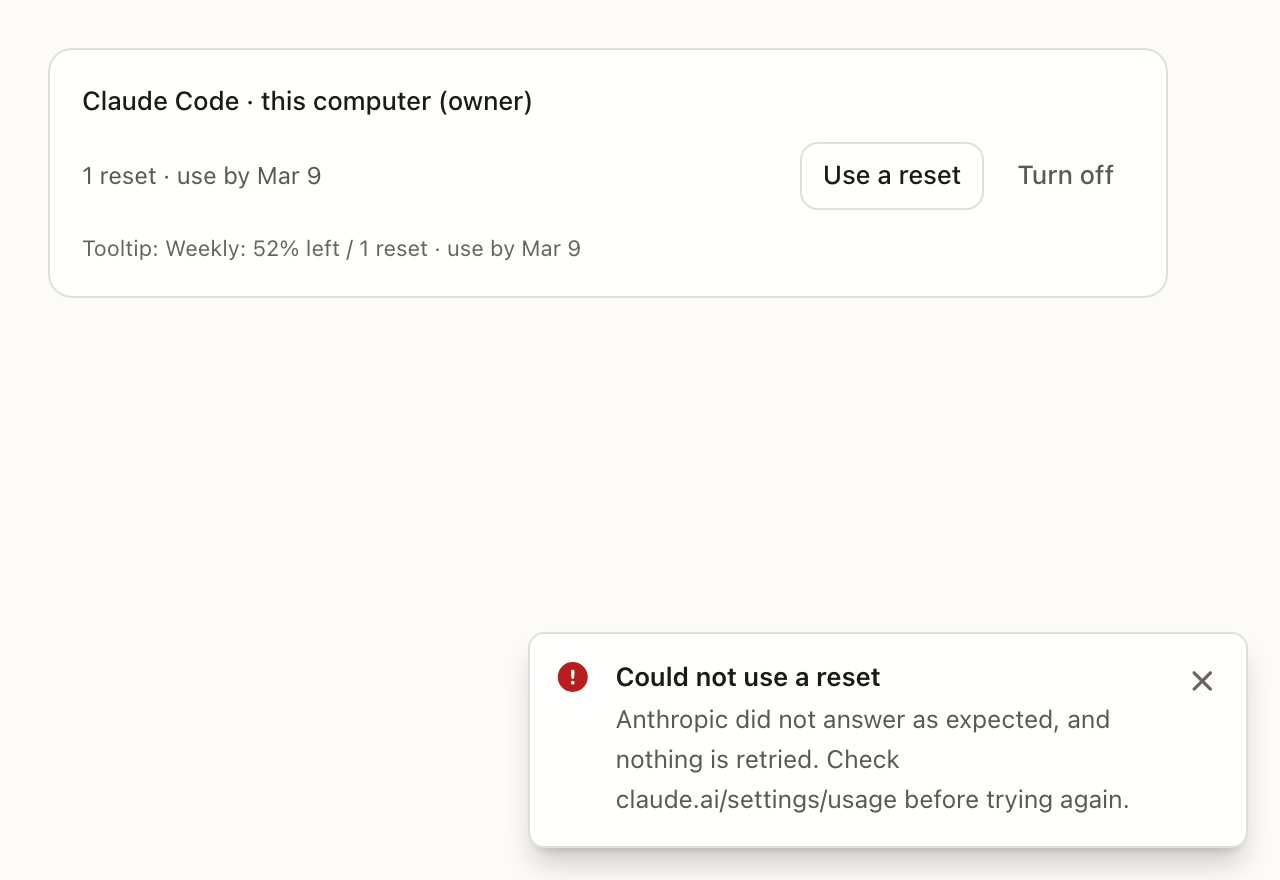 Claude Code · this computer (owner)
1 reset · use by Mar 9
Use a reset
Turn off
Tooltip: Weekly: 52% left / 1 reset · use by Mar 9
Could not use a reset
Anthropic did not answer as expected, and
nothing is retried. Check
claude.ai/settings/usage before trying again.